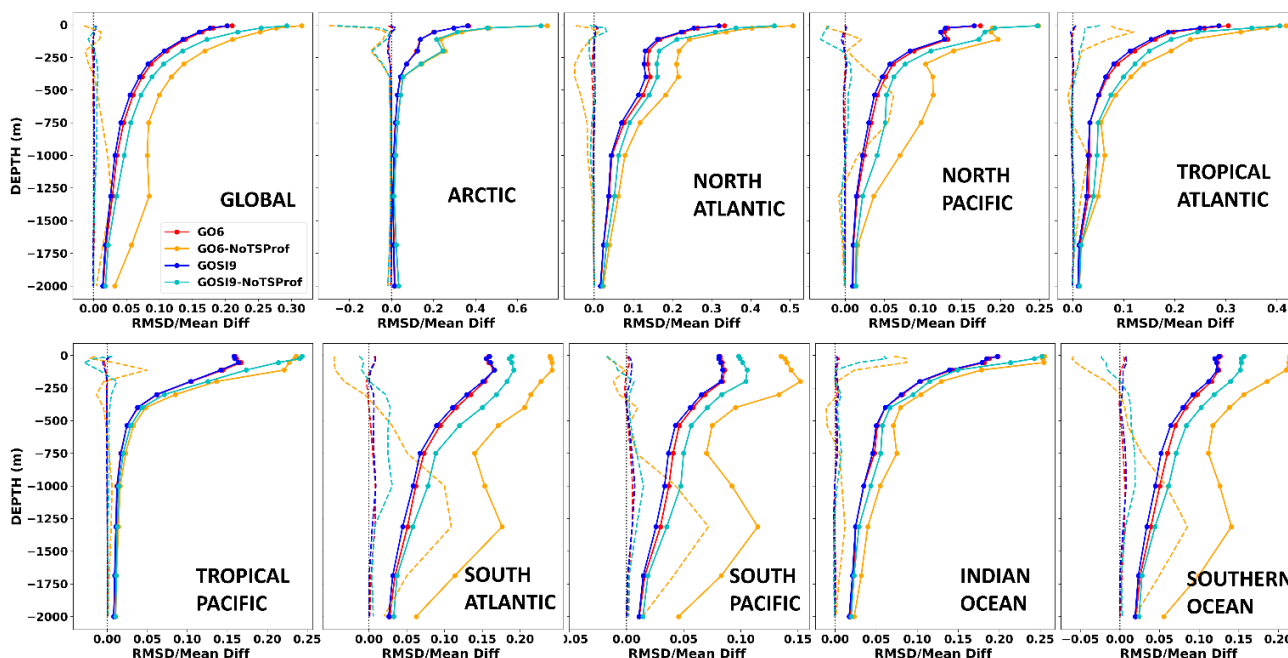 0
−250
−500
−750
−1000
−1250
−1500
−1750
−2000
DEPTH (m)
GLOBAL
GO6
GO6-NoTSProf
GOSI9
GOSI9-NoTSProf
0.00 0.05 0.10 0.15 0.20 0.25 0.30
RMSD/Mean Diff
ARCTIC
−0.2 0.0 0.2 0.4 0.6
RMSD/Mean Diff
NORTH
ATLANTIC
0.0 0.1 0.2 0.3 0.4 0.5
RMSD/Mean Diff
NORTH
PACIFIC
0.00 0.05 0.10 0.15 0.20 0.25
RMSD/Mean Diff
TROPICAL
ATLANTIC
0.0 0.1 0.2 0.3 0.4
RMSD/Mean Diff
0
−250
−500
−750
−1000
−1250
−1500
−1750
−2000
DEPTH (m)
TROPICAL
PACIFIC
0.00 0.05 0.10 0.15 0.20 0.25
RMSD/Mean Diff
SOUTH
ATLANTIC
0.00 0.05 0.10 0.15 0.20
RMSD/Mean Diff
SOUTH
PACIFIC
.05 0.00 0.05 0.10 0.15
RMSD/Mean Diff
INDIAN
OCEAN
0.00 0.05 0.10 0.15 0.20 0.25
RMSD/Mean Diff
SOUTHERN
OCEAN
−0.05 0.00 0.05 0.10 0.15 0.20
RMSD/Mean Diff